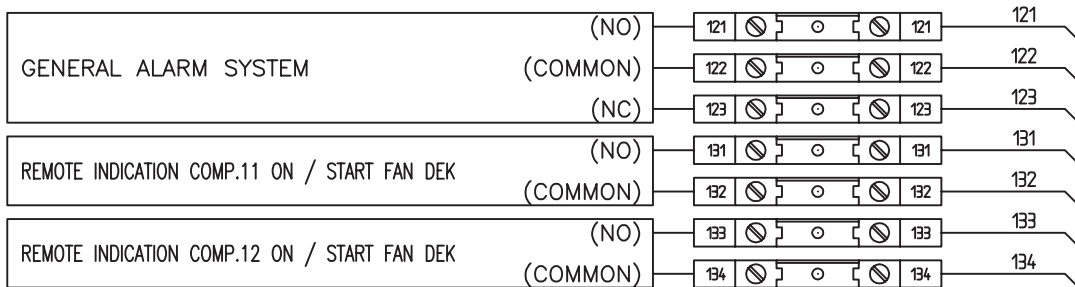 (NO) 121 121 121
GENERAL ALARM SYSTEM (COMMON) 122 122 122
(NC) 123 123 123
(NO) 131 131 131
REMOTE INDICATION COMP.11 ON / START FAN DEK
(COMMON) 132 132 132
(NO) 133 133 133
REMOTE INDICATION COMP.12 ON / START FAN DEK
(COMMON) 134 134 134